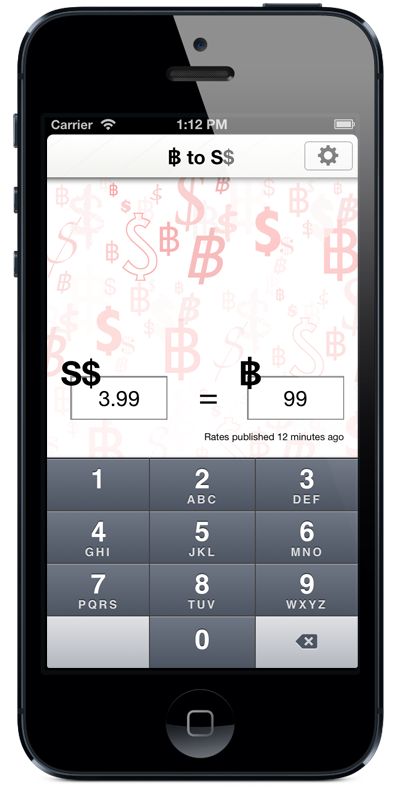 Carrier 1:12 PM
฿ to S$
S$ ฿
3.99 = 99
Rates published 12 minutes ago
1 2 3
ABC DEF
4 5 6
GHI JKL MNO
7 8 9
PQRS TUV WXYZ
0